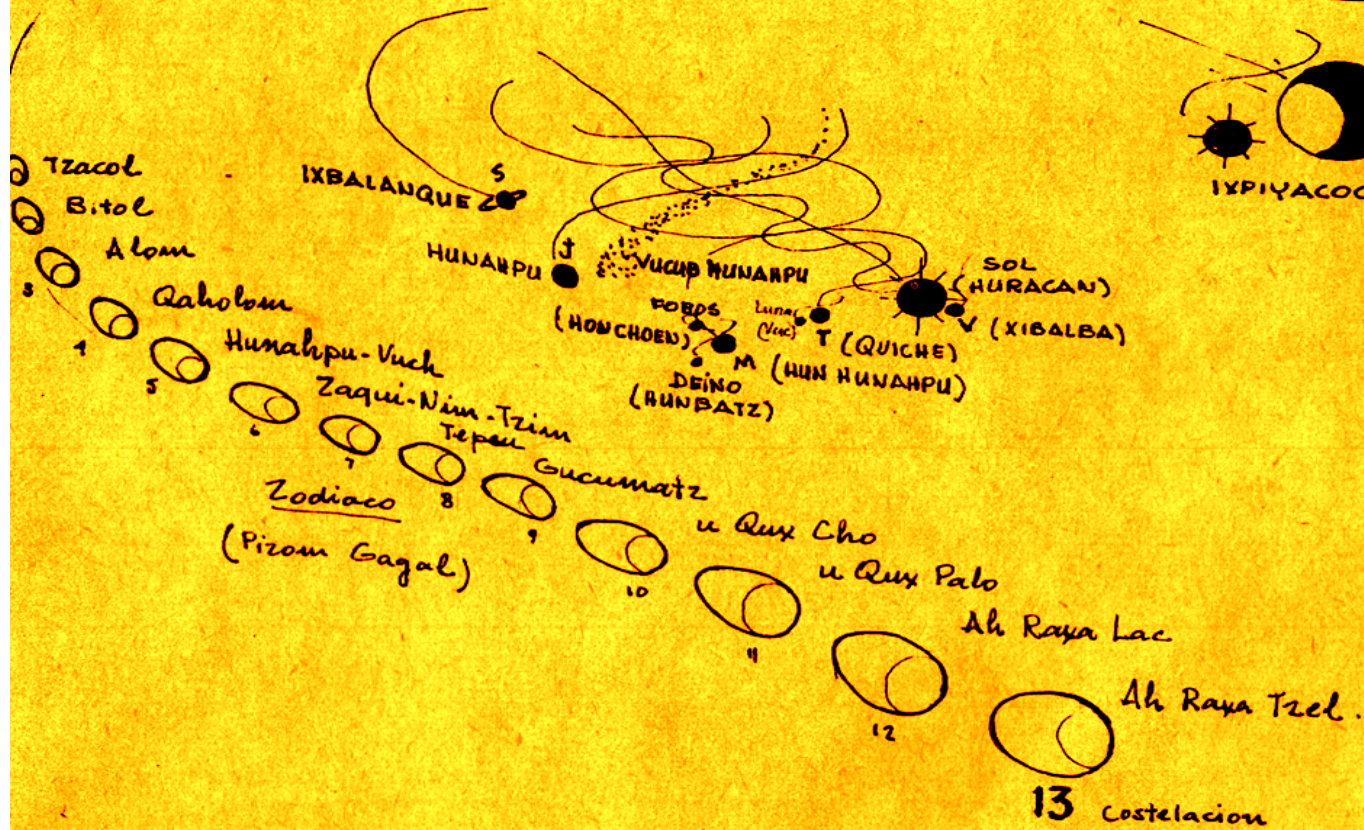 Tzacol
Bitol
Alom
3
Qaholom
4
Hunahpu-Vuch
5
Zaqui-Nim-Tzim
6
Tepeu
7
Gucumatz
8
u Qux Cho
9
u Qux Palo
10
Ah Raxa Lac
11
Ah Raxa Tzel.
12
13 Costelacion
Zodiaco
(Pizom Gagal)
S
IXBALANQUE
J
HUNAHPU
VUCUB HUNAHPU
FOBOS
(HONCHOEN)
M (HUN HUNAHPU)
DEINO
(HUNBATZ)
Luna
(Vuc)
T (QUICHE)
SOL
(HURACAN)
V (XIBALBA)
IXPIYACOC